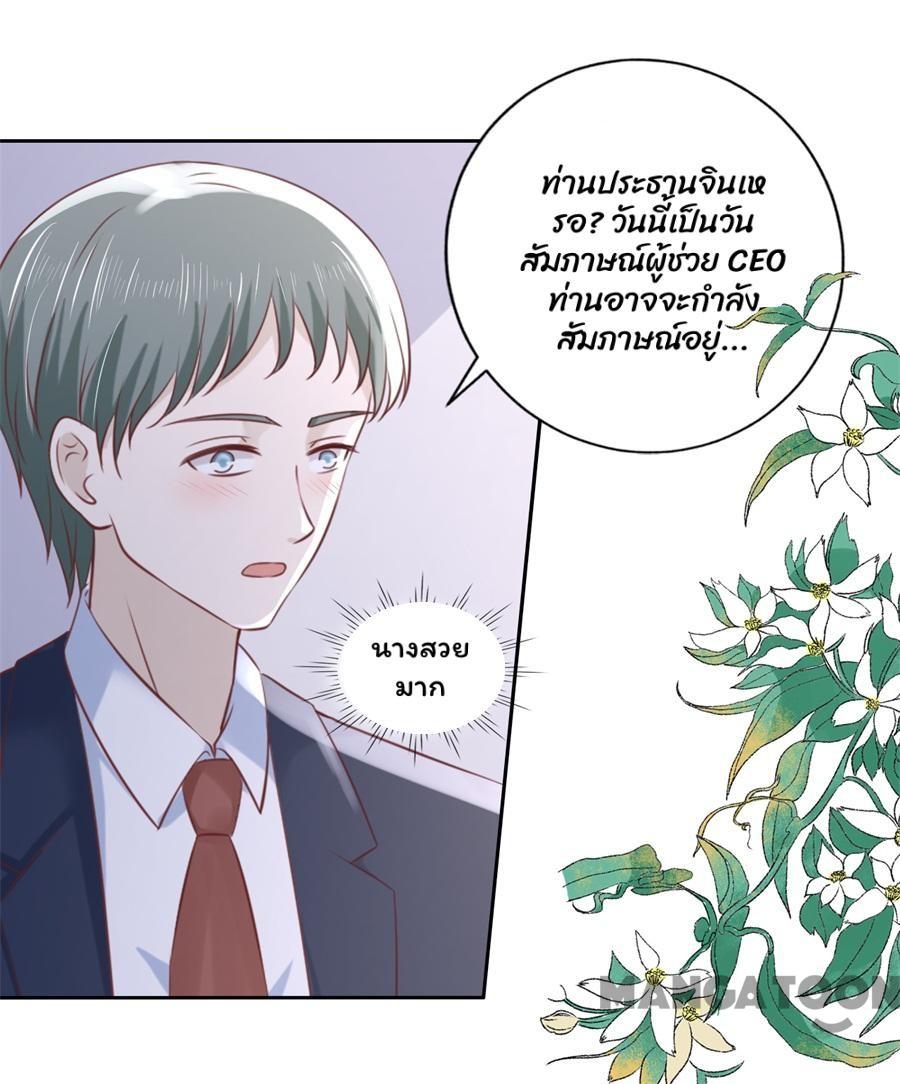 ท่านประธานจินเห
รอ? วันนี้เป็นวัน
สัมภาษณ์ผู้ช่วย CEO
ท่านอาจจะกำลัง
สัมภาษณ์อยู่...
นางสวย
มาก
MANGATOON